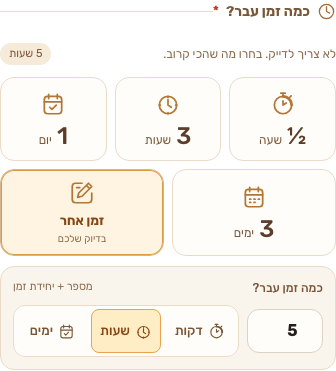 כמה זמן עבר? *
לא צריך לדייק. בחרו מה שהכי קרוב.
5 שעות
½ שעה
3 שעות
1 יום
3 ימים
זמן אחר
בדיוק שלכם
כמה זמן עבר?
מספר + יחידת זמן
5
דקות
שעות
ימים